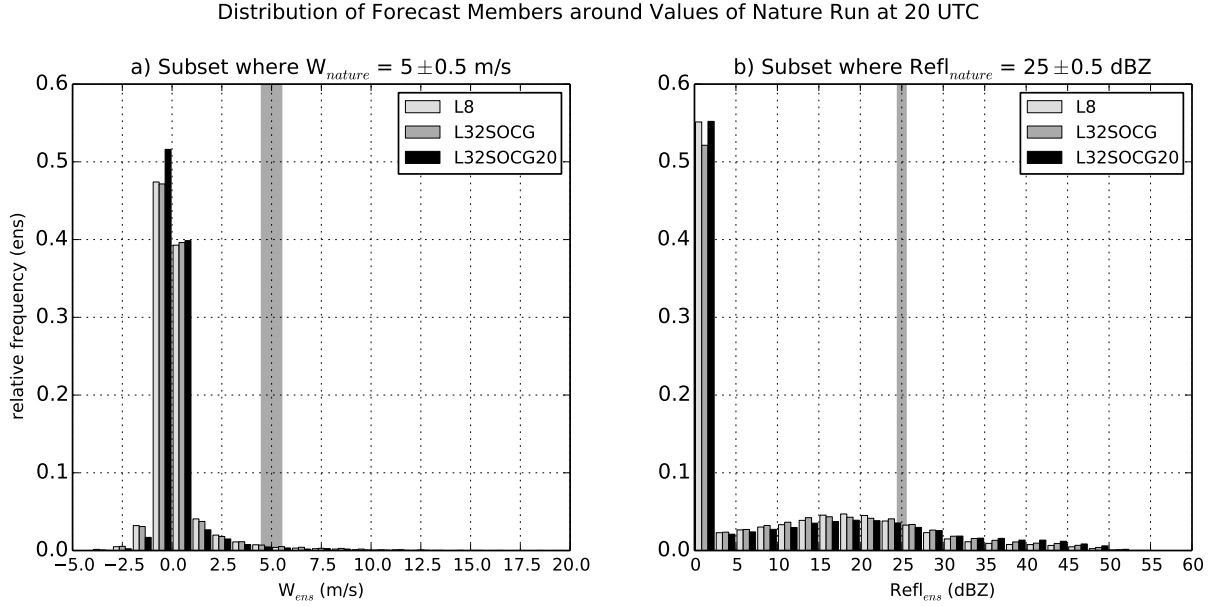 Distribution of Forecast Members around Values of Nature Run at 20 UTC
a) Subset where W_nature = 5±0.5 m/s
0.6
0.5
0.4
0.3
0.2
0.1
0.0
relative frequency (ens)
L8
L32SOCG
L32SOCG20
−5.0 −2.5 0.0 2.5 5.0 7.5 10.0 12.5 15.0 17.5 20.0
W_ens (m/s)
b) Subset where Refl_nature = 25±0.5 dBZ
0.6
0.5
0.4
0.3
0.2
0.1
0.0
L8
L32SOCG
L32SOCG20
0 5 10 15 20 25 30 35 40 45 50 55 60
Refl_ens (dBZ)